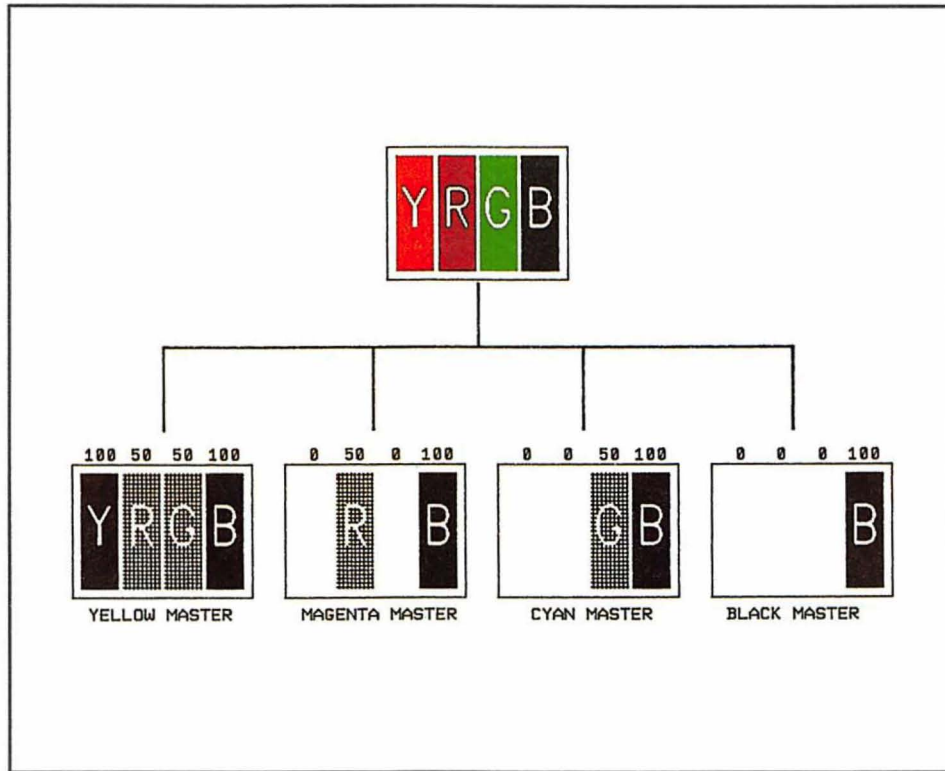 YRGB
100 50 50 100
0 50 0 100
0 0 50 100
0 0 0 100
YRGB
R B
GB
B
YELLOW MASTER
MAGENTA MASTER
CYAN MASTER
BLACK MASTER